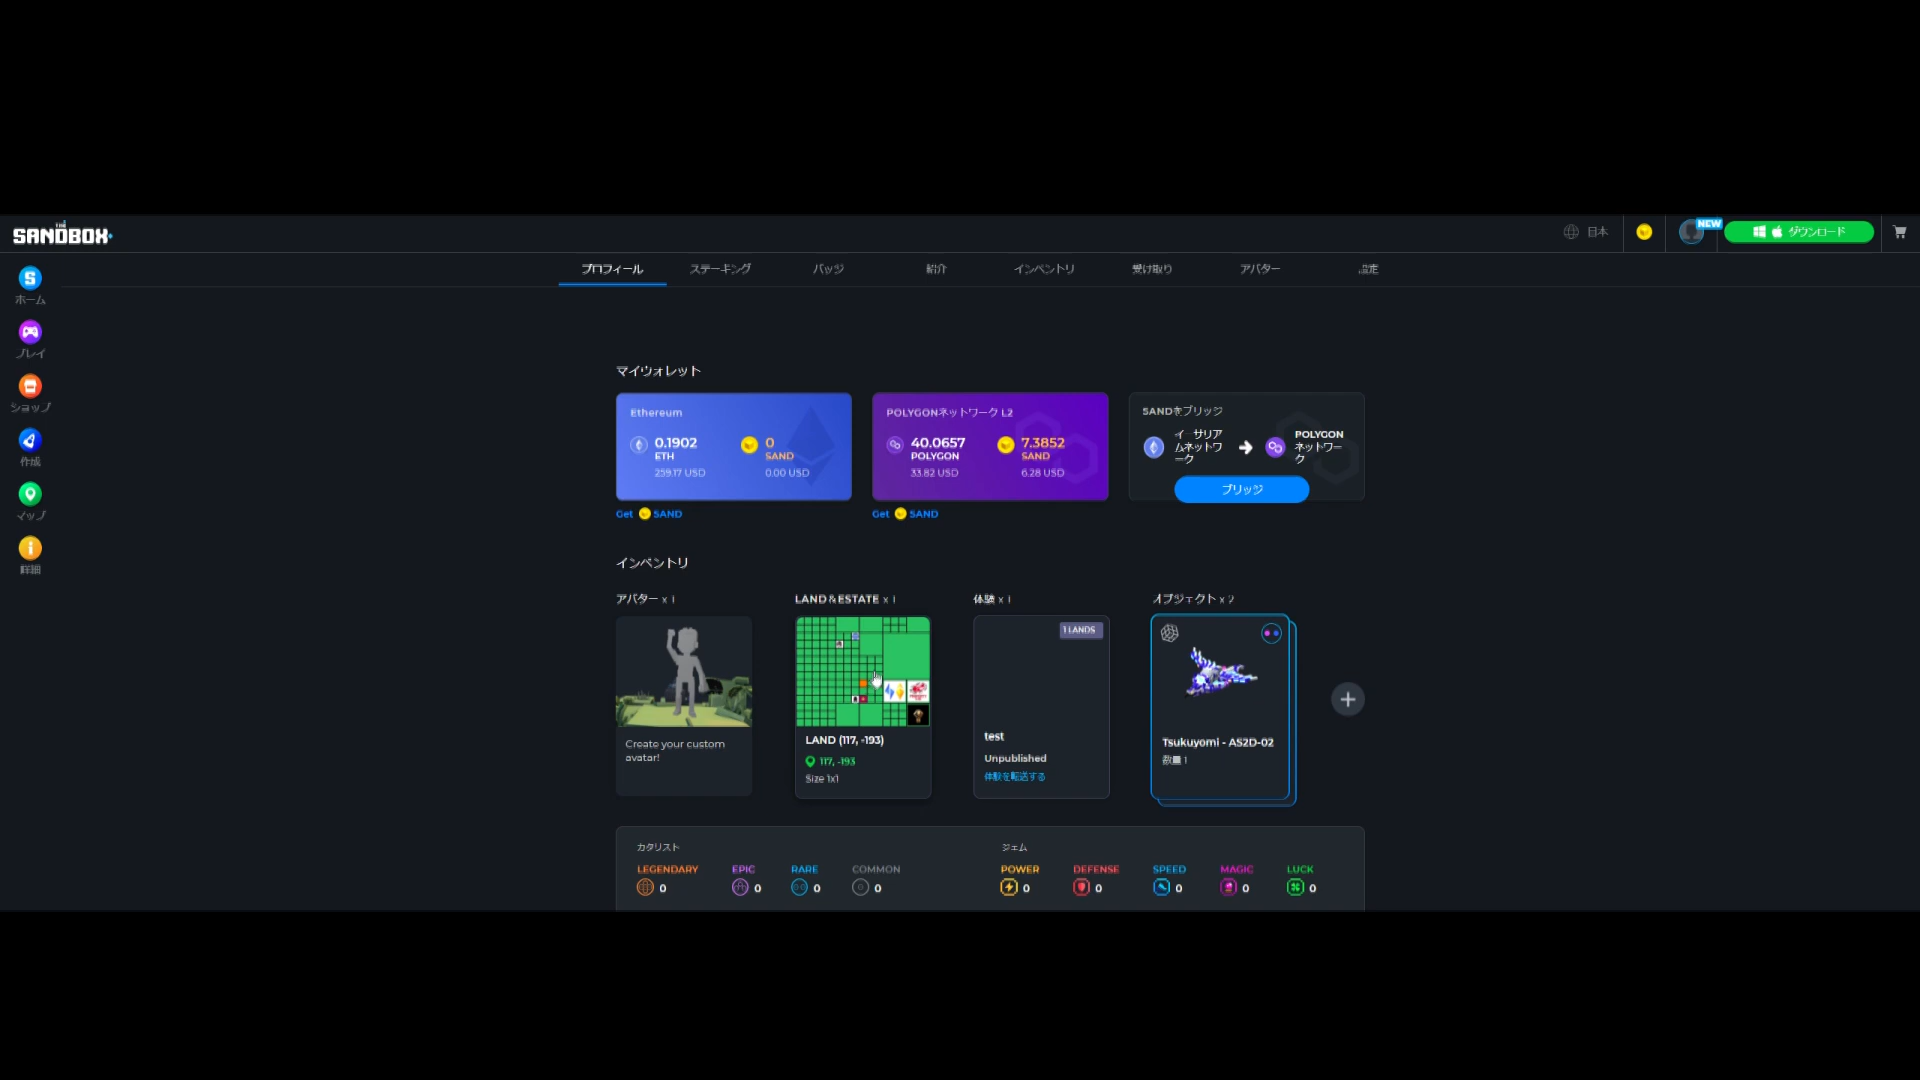 THE
SANDBOX
日本
NEW
ダウンロード
プロフィール
ステーキング
バッジ
紹介
インベントリ
受け取り
アバター
設定
ホーム
プレイ
ショップ
作成
マップ
詳細
マイウォレット
Ethereum
0.1902
ETH
259.17 USD
0
SAND
0.00 USD
Get SAND
POLYGONネットワーク L2
40.0657
POLYGON
33.82 USD
7.3852
SAND
6.28 USD
Get SAND
SANDをブリッジ
イーサリア
ムネットワ
ーク
POLYGON
ネットワー
ク
ブリッジ
インベントリ
アバター x 1
Create your custom
avatar!
LAND & ESTATE x 1
LAND (117, -193)
117, -193
Size 1x1
体験 x 1
1 LANDS
test
Unpublished
体験を転送する
オブジェクト x 2
Tsukuyomi - AS2D-02
数量 1
カタリスト
LEGENDARY
0
EPIC
0
RARE
0
COMMON
0
ジェム
POWER
0
DEFENSE
0
SPEED
0
MAGIC
0
LUCK
0